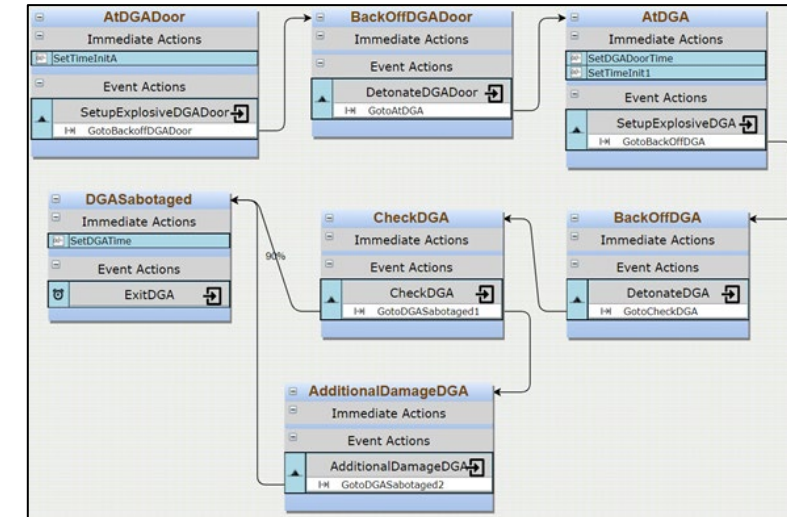 AtDGADoor
Immediate Actions
SetTimeInitA
Event Actions
SetupExplosiveDGADoor
GotoBackoffDGADoor
BackOffDGADoor
Immediate Actions
Event Actions
DetonateDGADoor
GotoAtDGA
AtDGA
Immediate Actions
SetDGADoorTime
SetTimeInit1
Event Actions
SetupExplosiveDGA
GotoBackOffDGA
DGASabotaged
Immediate Actions
SetDGATime
Event Actions
ExitDGA
90%
CheckDGA
Immediate Actions
Event Actions
CheckDGA
GotoDGASabotaged1
BackOffDGA
Immediate Actions
Event Actions
DetonateDGA
GotoCheckDGA
AdditionalDamageDGA
Immediate Actions
Event Actions
AdditionalDamageDGA
GotoDGASabotaged2